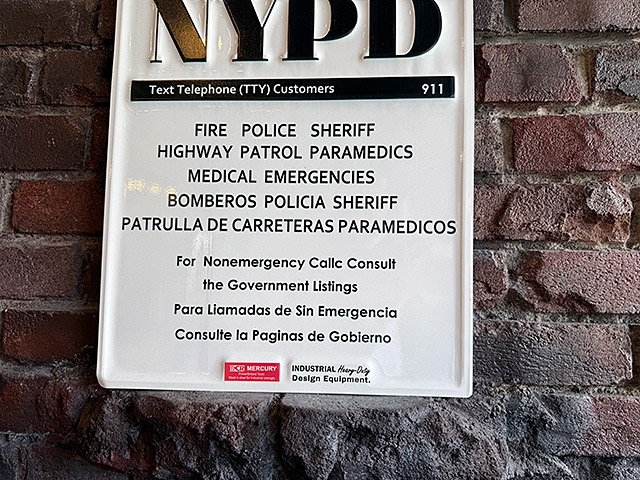 NYPD
Text Telephone (TTY) Customers 911
FIRE POLICE SHERIFF
HIGHWAY PATROL PARAMEDICS
MEDICAL EMERGENCIES
BOMBEROS POLICIA SHERIFF
PATRULLA DE CARRETERAS PARAMEDICOS
For Nonemergency Callc Consult
the Government Listings
Para Liamadas de Sin Emergencia
Consulte la Paginas de Gobierno
MERCURY
INDUSTRIAL Heavy-Duty
Design Equipment.